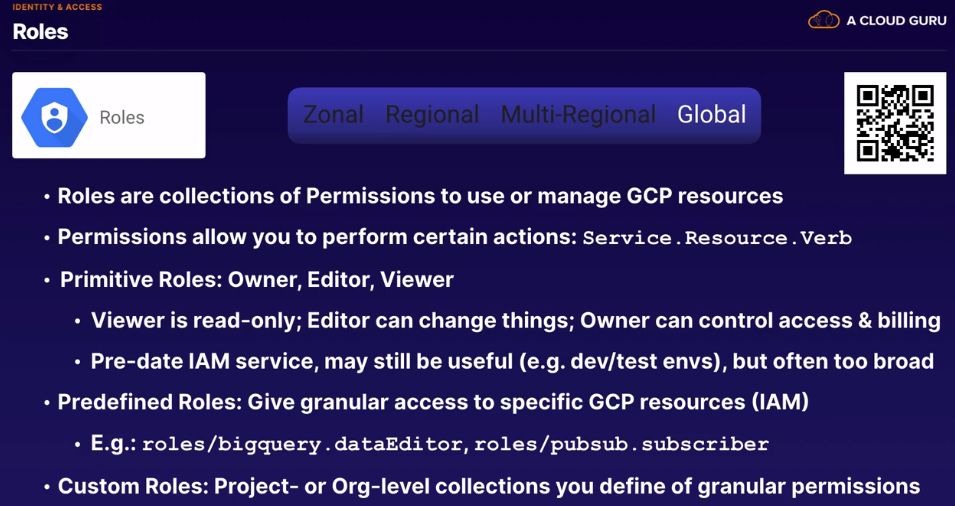 IDENTITY & ACCESS
Roles
A CLOUD GURU
Roles
Zonal Regional Multi-Regional Global
• Roles are collections of Permissions to use or manage GCP resources
• Permissions allow you to perform certain actions: Service.Resource.Verb
• Primitive Roles: Owner, Editor, Viewer
• Viewer is read-only; Editor can change things; Owner can control access & billing
• Pre-date IAM service, may still be useful (e.g. dev/test envs), but often too broad
• Predefined Roles: Give granular access to specific GCP resources (IAM)
• E.g.: roles/bigquery.dataEditor, roles/pubsub.subscriber
• Custom Roles: Project- or Org-level collections you define of granular permissions